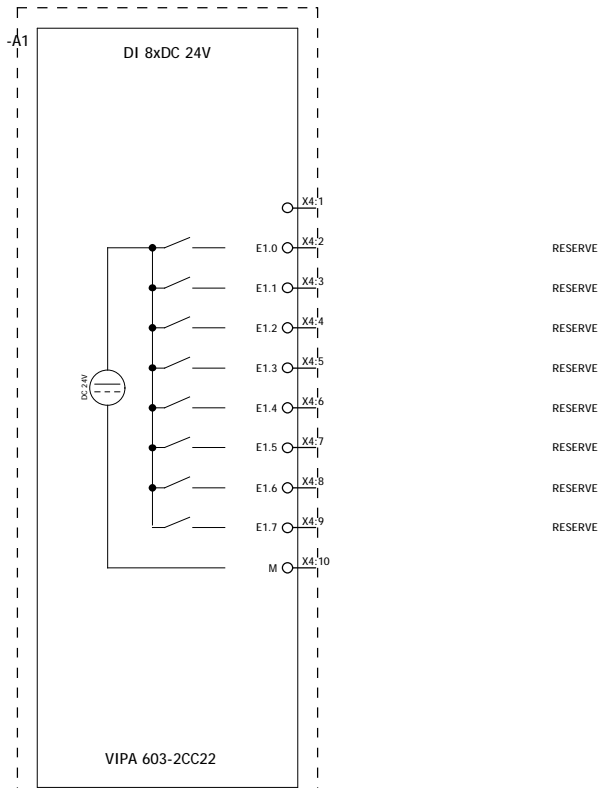 -A1
DI 8xDC 24V
X4:1
E1.0 X4:2 RESERVE
E1.1 X4:3 RESERVE
E1.2 X4:4 RESERVE
E1.3 X4:5 RESERVE
DC 24V
E1.4 X4:6 RESERVE
E1.5 X4:7 RESERVE
E1.6 X4:8 RESERVE
E1.7 X4:9 RESERVE
M X4:10
VIPA 603-2CC22